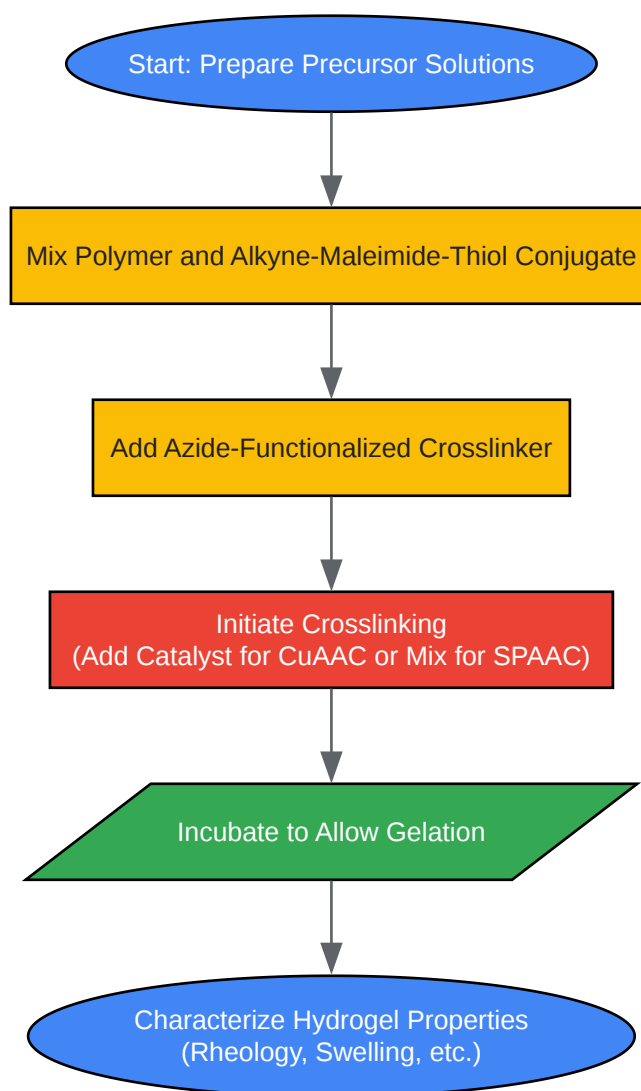 Start: Prepare Precursor Solutions
Mix Polymer and Alkyne-Maleimide-Thiol Conjugate
Add Azide-Functionalized Crosslinker
Initiate Crosslinking
(Add Catalyst for CuAAC or Mix for SPAAC)
Incubate to Allow Gelation
Characterize Hydrogel Properties
(Rheology, Swelling, etc.)